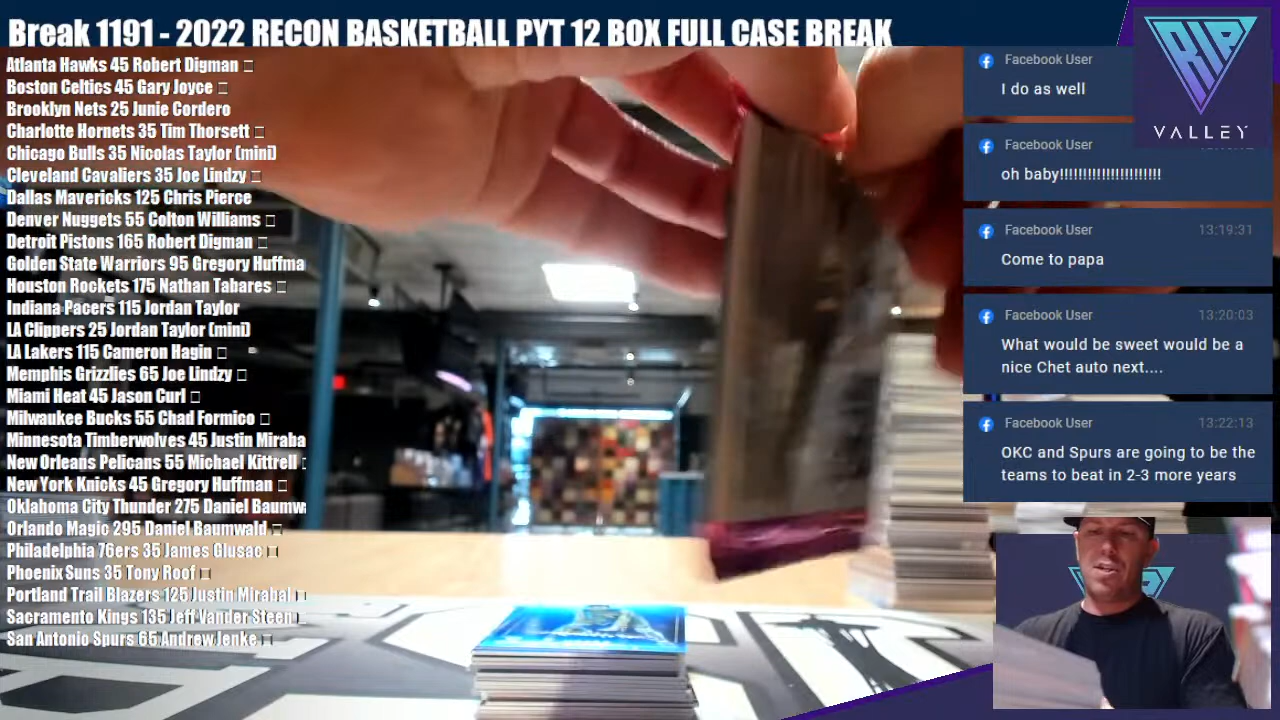 Break 1191 - 2022 RECON BASKETBALL PYT 12 BOX FULL CASE BREAK
Atlanta Hawks 45 Robert Digman
Boston Celtics 45 Gary Joyce
Brooklyn Nets 25 Junie Cordero
Charlotte Hornets 35 Tim Thorsett
Chicago Bulls 35 Nicolas Taylor (mini)
Cleveland Cavaliers 35 Joe Lindzy
Dallas Mavericks 125 Chris Pierce
Denver Nuggets 55 Colton Williams
Detroit Pistons 165 Robert Digman
Golden State Warriors 95 Gregory Huffma
Houston Rockets 175 Nathan Tabares
Indiana Pacers 115 Jordan Taylor
LA Clippers 25 Jordan Taylor (mini)
LA Lakers 115 Cameron Hagin
Memphis Grizzlies 65 Joe Lindzy
Miami Heat 45 Jason Curl
Milwaukee Bucks 55 Chad Formico
Minnesota Timberwolves 45 Justin Miraba
New Orleans Pelicans 55 Michael Kittrell
New York Knicks 45 Gregory Huffman
Oklahoma City Thunder 275 Daniel Baumw
Orlando Magic 295 Daniel Baumwald
Philadelphia 76ers 35 James Glusac
Phoenix Suns 35 Tony Roof
Portland Trail Blazers 125 Justin Mirabal
Sacramento Kings 135 Jeff Vander Steen
San Antonio Spurs 65 Andrew Jenke
Facebook User
I do as well
Facebook User
oh baby!!!!!!!!!!!!!!!!!!!!!!
Facebook User 13:19:31
Come to papa
Facebook User 13:20:03
What would be sweet would be a
nice Chet auto next....
Facebook User 13:22:13
OKC and Spurs are going to be the
teams to beat in 2-3 more years
RIP
VALLEY